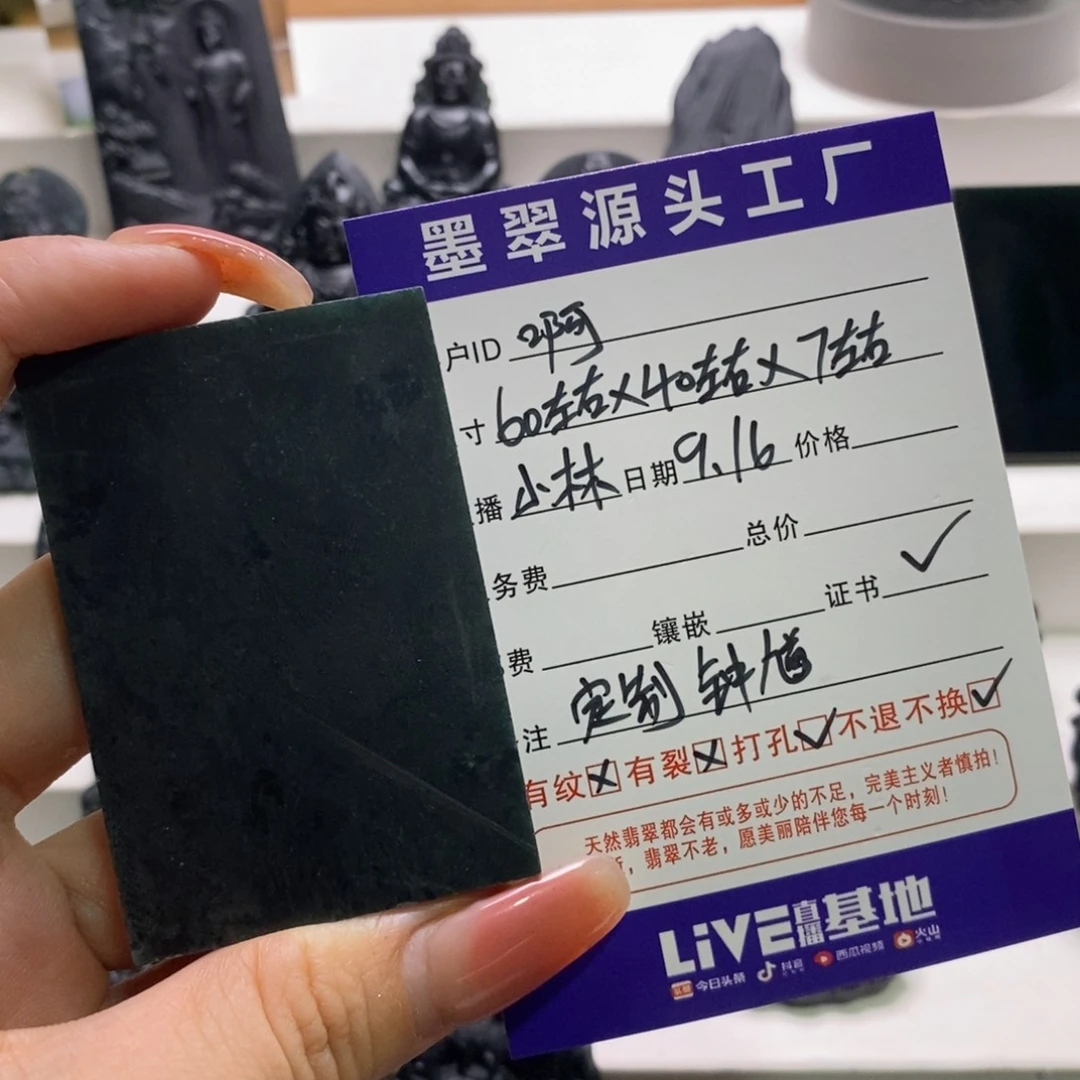 墨翠源头工厂
户ID 啊
寸 60左右×40左右×7左右
播 小林 日期 9.16 价格
务费 总价
费 镶嵌 证书 ✓
注 定制 钟馗
有纹☒ 有裂☒ 打孔☑ 不退不换☑
天然翡翠都会有或多或少的不足，完美主义者慎拍！
，翡翠不老，愿美丽陪伴您每一个时刻！
LiVE直播基地
今日头条 抖音 西瓜视频 火山